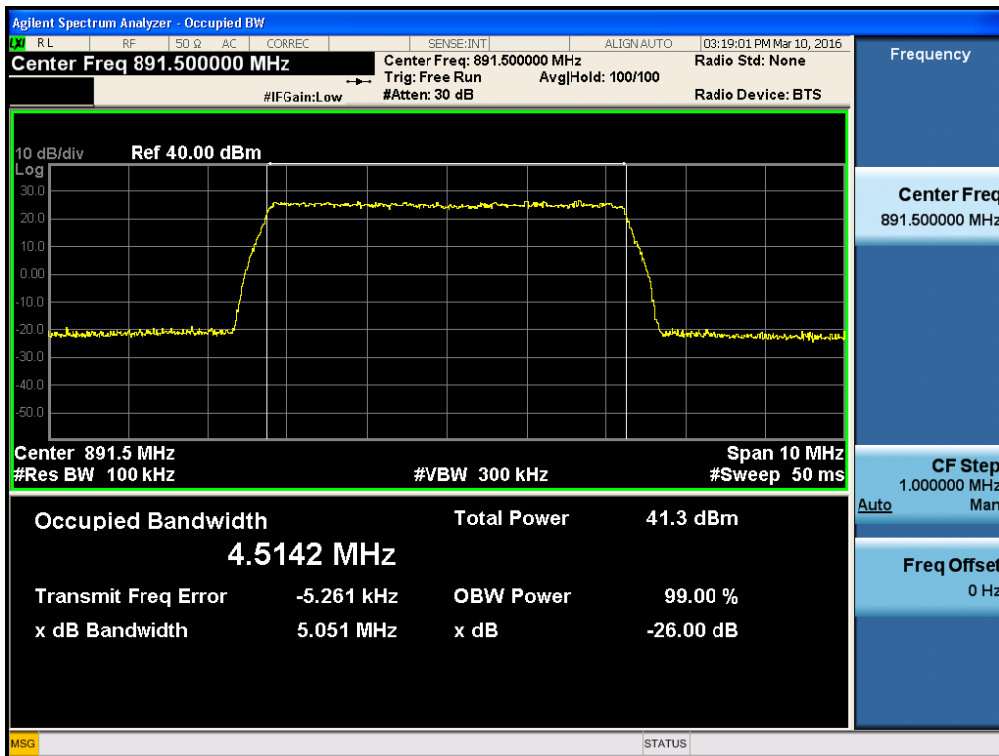 Agilent Spectrum Analyzer - Occupied BW
LXI RL RF 50 Ω AC CORREC SENSE:INT ALIGN AUTO 03:19:01 PM Mar 10, 2016
Center Freq 891.500000 MHz
Center Freq: 891.500000 MHz
Radio Std: None
Trig: Free Run Avg|Hold: 100/100
#IFGain:Low #Atten: 30 dB
Radio Device: BTS
10 dB/div Ref 40.00 dBm
Log
30.0
20.0
10.0
0.00
-10.0
-20.0
-30.0
-40.0
-50.0
Center 891.5 MHz Span 10 MHz
#Res BW 100 kHz #VBW 300 kHz #Sweep 50 ms
Occupied Bandwidth Total Power 41.3 dBm
4.5142 MHz
Transmit Freq Error -5.261 kHz OBW Power 99.00 %
x dB Bandwidth 5.051 MHz x dB -26.00 dB
Frequency
Center Freq
891.500000 MHz
CF Step
1.000000 MHz
Auto Man
Freq Offset
0 Hz
MSG STATUS